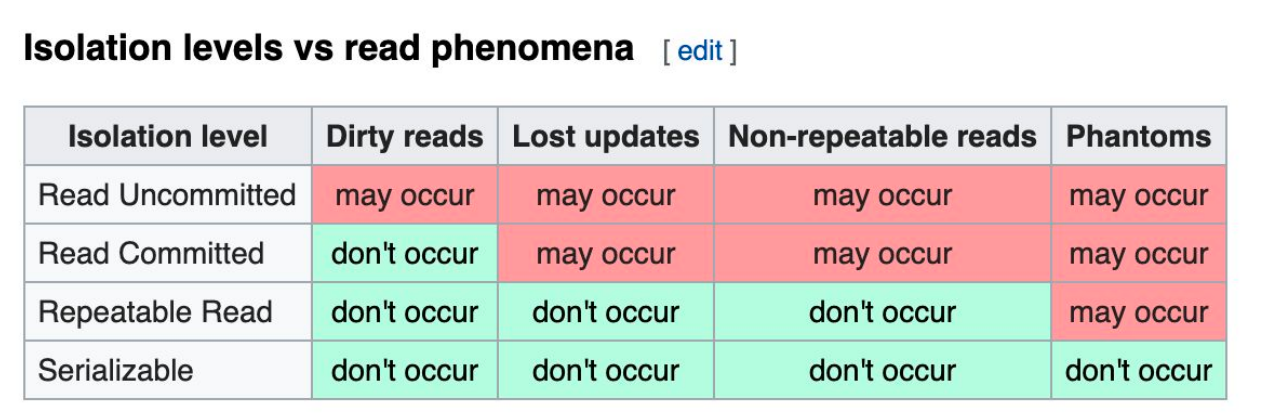 Isolation levels vs read phenomena [ edit ]
Isolation level Dirty reads Lost updates Non-repeatable reads Phantoms
Read Uncommitted may occur may occur may occur may occur
Read Committed don't occur may occur may occur may occur
Repeatable Read don't occur don't occur don't occur may occur
Serializable don't occur don't occur don't occur don't occur